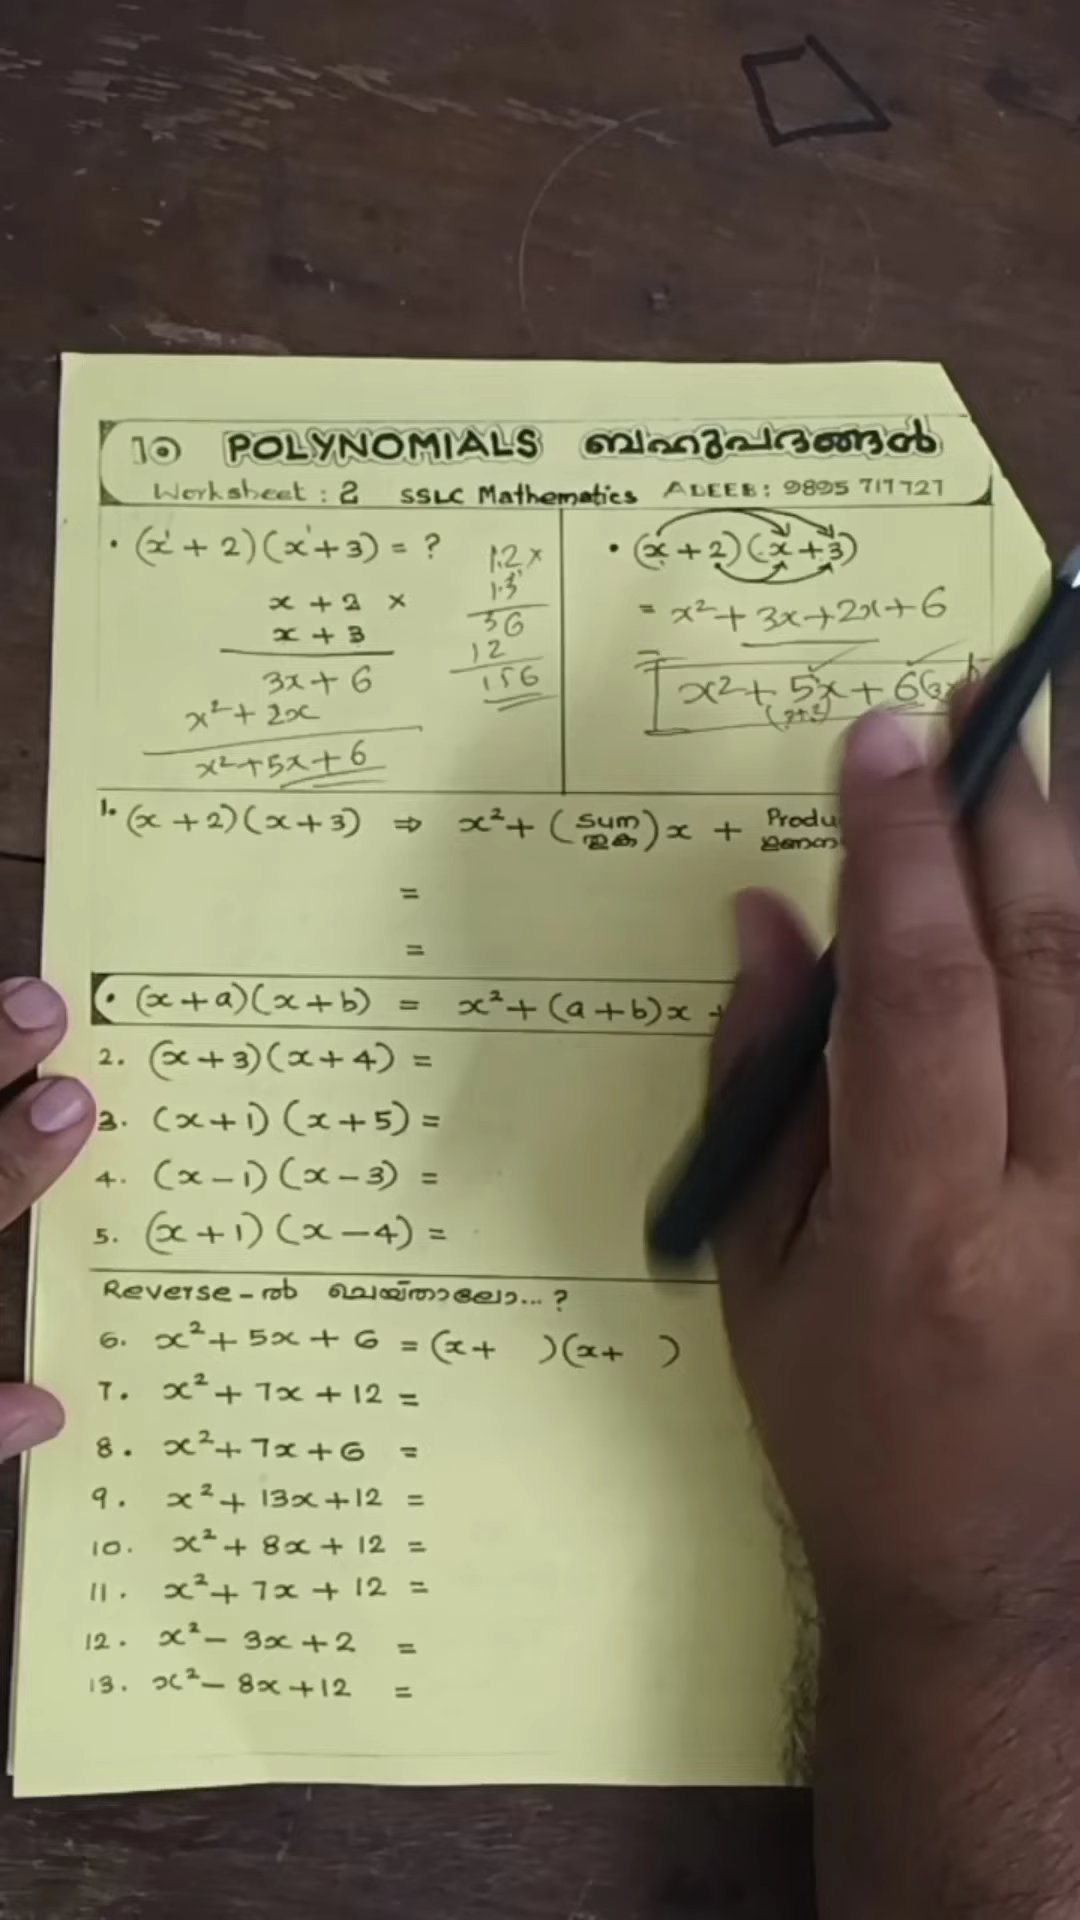 10 POLYNOMIALS ബഹുപദങ്ങൾ
Worksheet : 2 SSLC Mathematics ADEEB: 9895 717727
• (x + 2)(x + 3) = ?
x + 2 ×
x + 3
3x + 6
x² + 2x
x² + 5x + 6
12 ×
13
36
12
156
• (x + 2)(x + 3)
= x² + 3x + 2x + 6
= x² + 5x + 6
1. (x + 2)(x + 3) ⇒ x² + (Sum തുക)x + Produ
=
=
• (x + a)(x + b) = x² + (a + b)x +
2. (x + 3)(x + 4) =
3. (x + 1)(x + 5) =
4. (x − 1)(x − 3) =
5. (x + 1)(x − 4) =
Reverse-ൽ ചെയ്താലോ...?
6. x² + 5x + 6 = (x + )(x + )
7. x² + 7x + 12 =
8. x² + 7x + 6 =
9. x² + 13x + 12 =
10. x² + 8x + 12 =
11. x² + 7x + 12 =
12. x² − 3x + 2 =
13. x² − 8x + 12 =